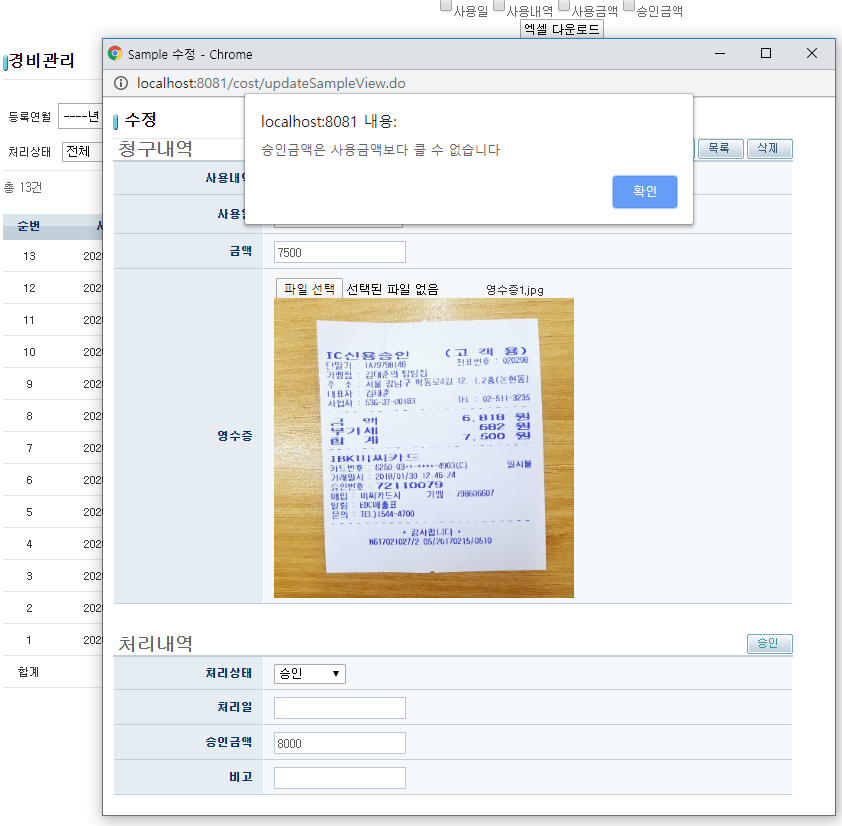 사용일 사용내역 사용금액 승인금액
엑셀 다운로드
경비관리
등록연월 ----년
처리상태 전체
총 13건
순번
13 202
12 202
11 202
10 202
9 202
8 202
7 202
6 202
5 202
4 202
3 202
2 202
1 202
합계
Sample 수정 - Chrome
localhost:8081/cost/updateSampleView.do
수정
청구내역 목록 삭제
localhost:8081 내용:
승인금액은 사용금액보다 클 수 없습니다
확인
사용내역
사용일
금액 7500
파일 선택 선택된 파일 없음 영수증1.jpg
영수증
IC신용승인 (고 객 용)
단말기 : 1A7975814B 전표번호 : 020298
가맹점 : 김대준의 탐탐집
주 소 : 서울 강남구 학동로4길 12, 1,2층(논현동)
대표자 : 김대준
사업자 : 536-37-00183 TEL : 02-511-3235
금 액 6,818 원
부가세 682 원
합 계 7,500 원
IBK비씨카드
카드번호 : 5250-03**-****-4903(C) 일시불
거래일시 : 2018/01/30 12:46:24
승인번호 : 72110079
매입 : 비씨카드사 가맹 : 798606607
알림 : EDC매출표
문의 : TEL)1544-4700
* 감사합니다 *
처리내역 승인
처리상태 승인
처리일
승인금액 8000
비고